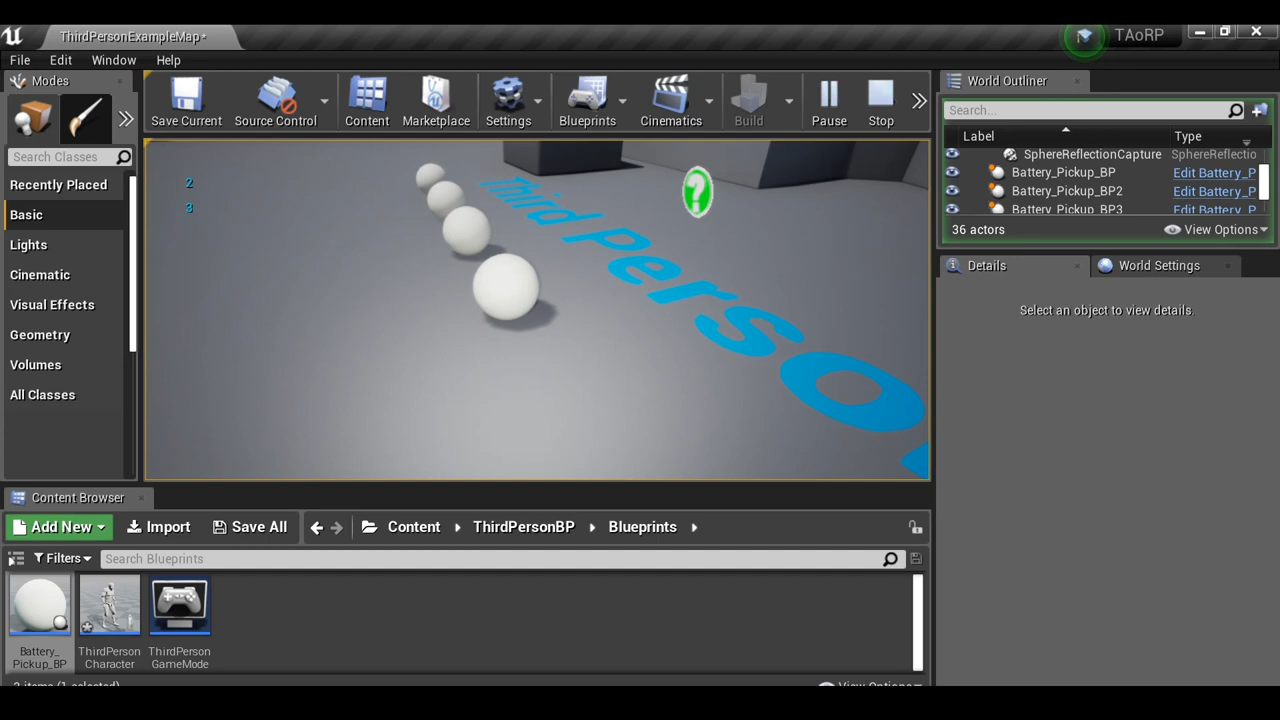 ThirdPersonExampleMap*
TAoRP
File Edit Window Help
Modes
Save Current
Source Control
Content
Marketplace
Settings
Blueprints
Cinematics
Build
Pause
Stop
Search Classes
Recently Placed
Basic
Lights
Cinematic
Visual Effects
Geometry
Volumes
All Classes
2
3
Third Perso
?
World Outliner
Search...
Label Type
SphereReflectionCapture SphereReflectio
Battery_Pickup_BP Edit Battery_P
Battery_Pickup_BP2 Edit Battery_P
Battery_Pickup_BP3 Edit Battery_P
36 actors View Options
Details
World Settings
Select an object to view details.
Content Browser
Add New
Import
Save All
Content
ThirdPersonBP
Blueprints
Filters
Search Blueprints
Battery_
Pickup_BP
ThirdPerson
Character
ThirdPerson
GameMode
View Options